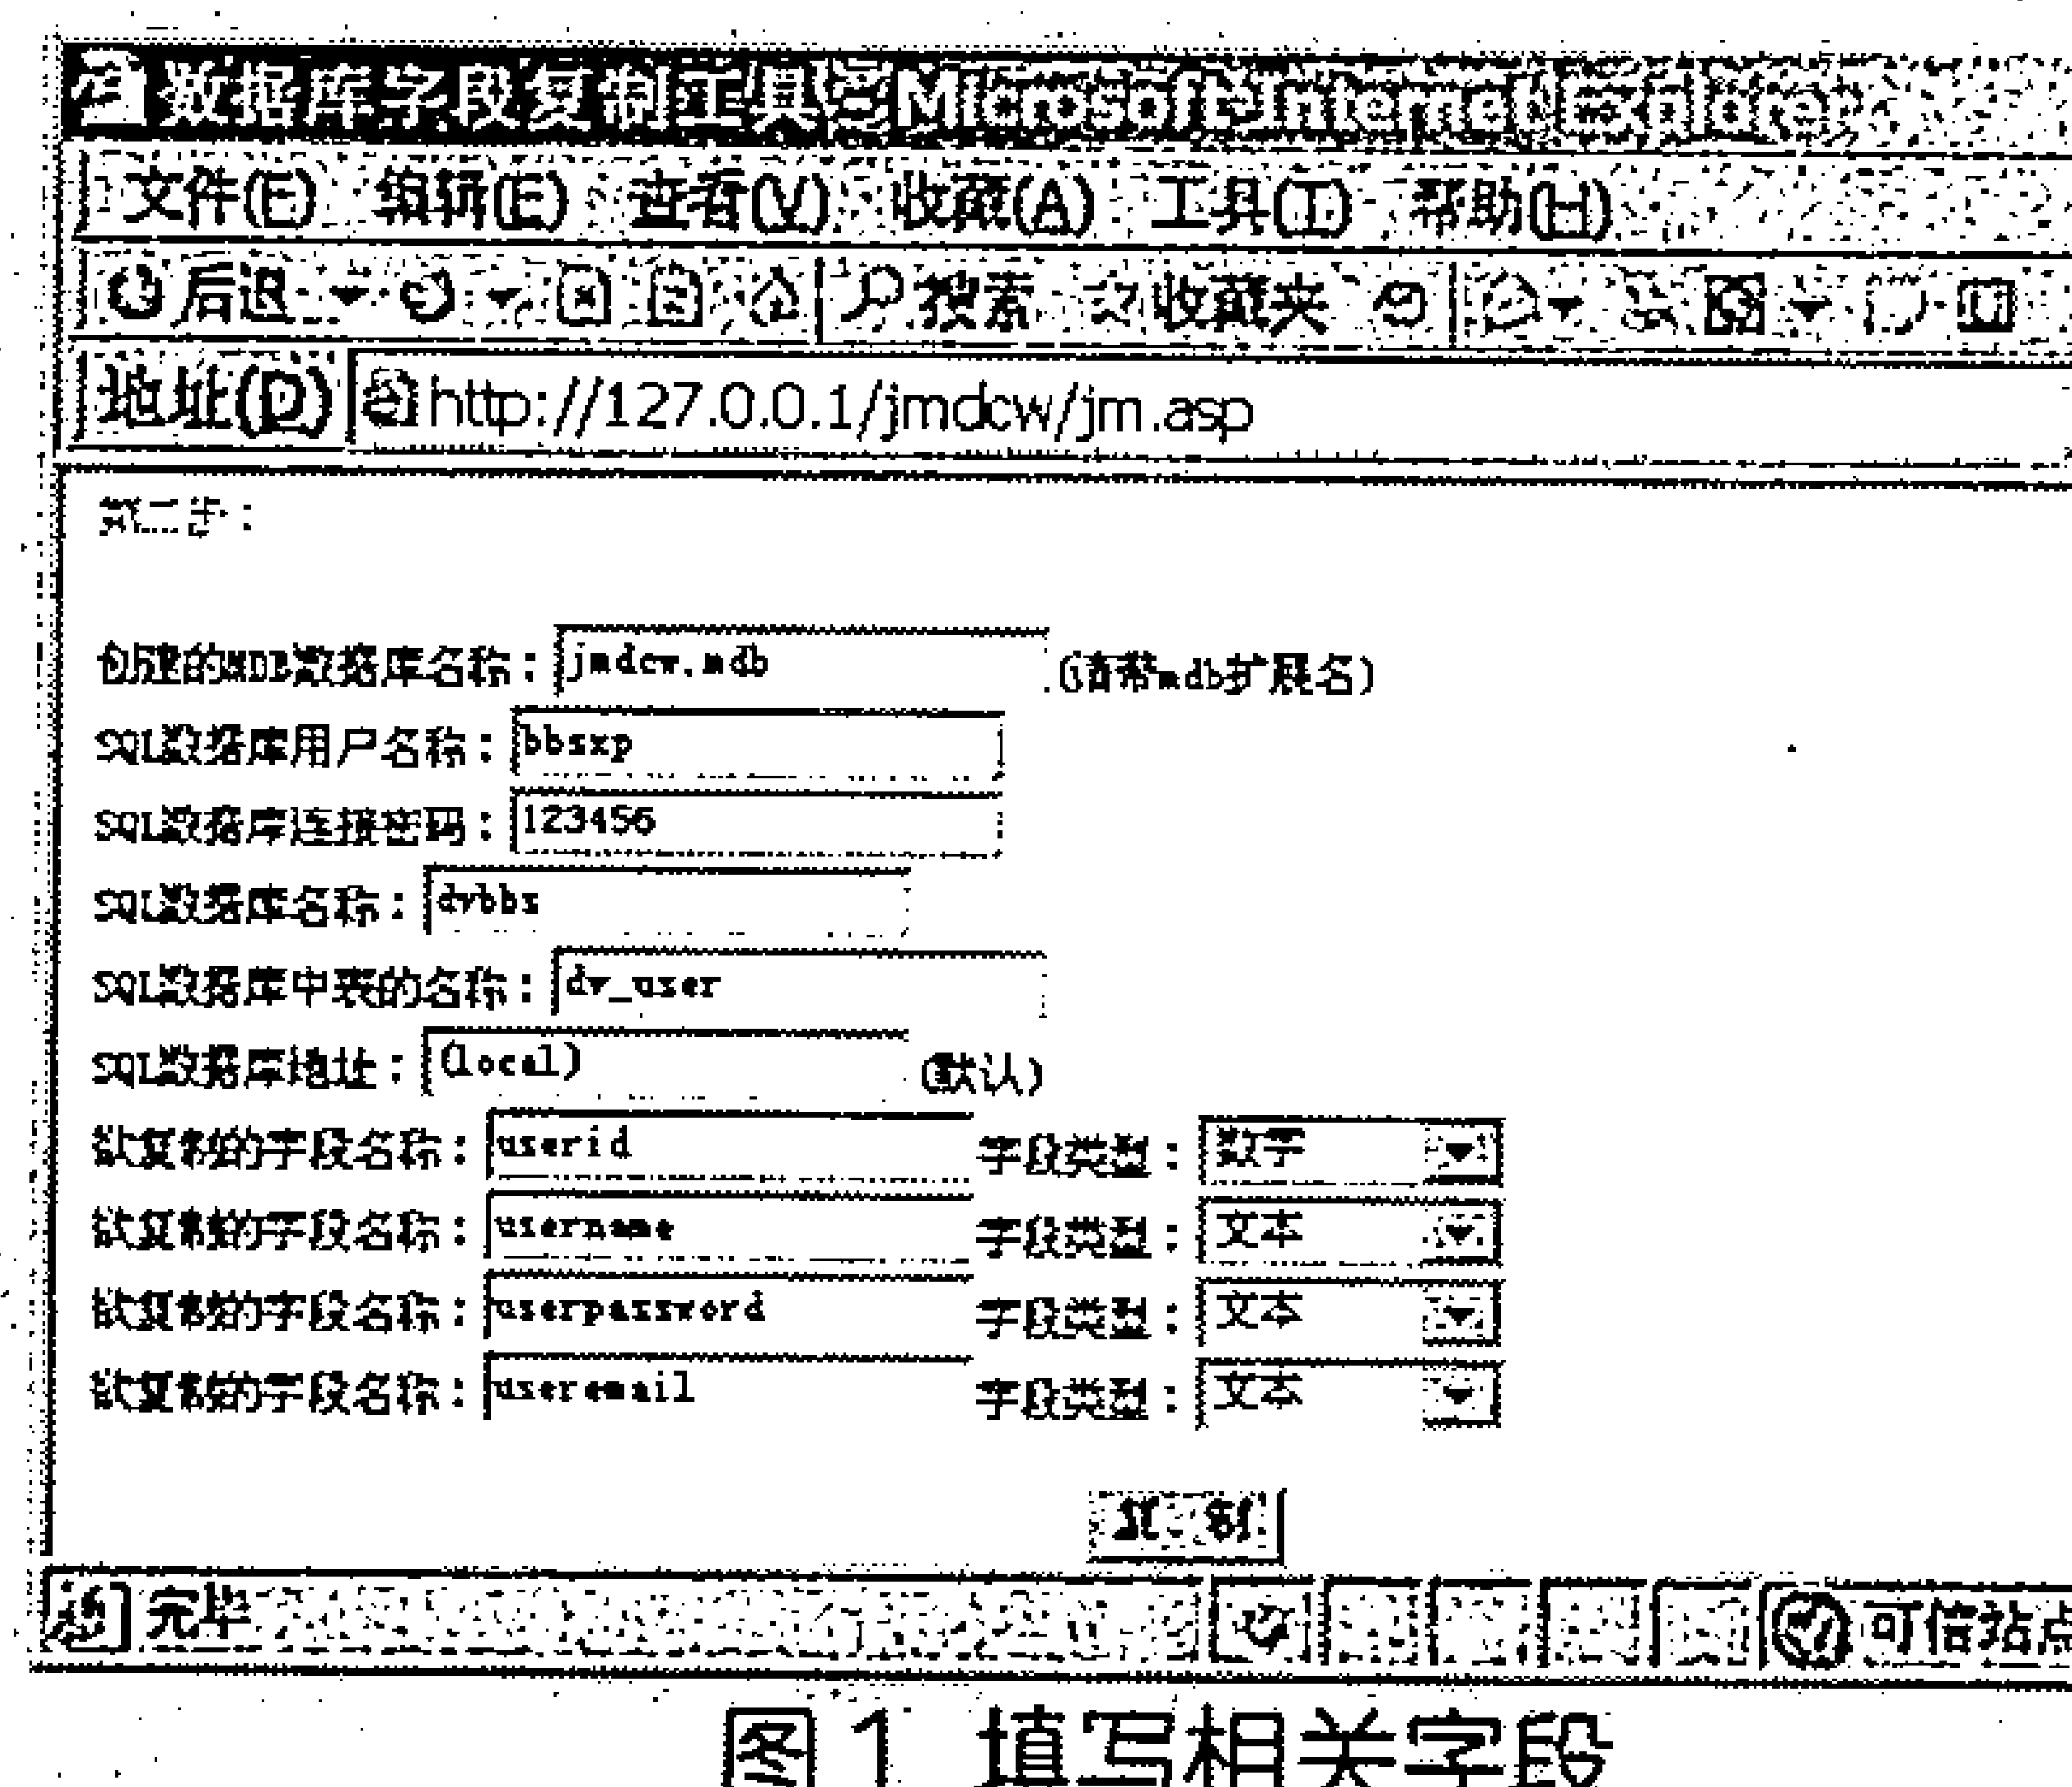 数据库字段复制工具 - Microsoft Internet Explorer
文件(F) 编辑(E) 查看(V) 收藏(A) 工具(T) 帮助(H)
后退 搜索 收藏夹
地址(D) http://127.0.0.1/jmdcw/jm.asp
第二步：
创建的MDB数据库名称： jmdcw.mdb (请带mdb扩展名)
SQL数据库用户名称： bbsxp
SQL数据库连接密码： 123456
SQL数据库名称： dvbbs
SQL数据库中表的名称： dv_user
SQL数据库地址： (local) (默认)
欲复制的字段名称： userid 字段类型： 数字
欲复制的字段名称： username 字段类型： 文本
欲复制的字段名称： userpassword 字段类型： 文本
欲复制的字段名称： useremail 字段类型： 文本
完毕 可信站点
图1 填写相关字段